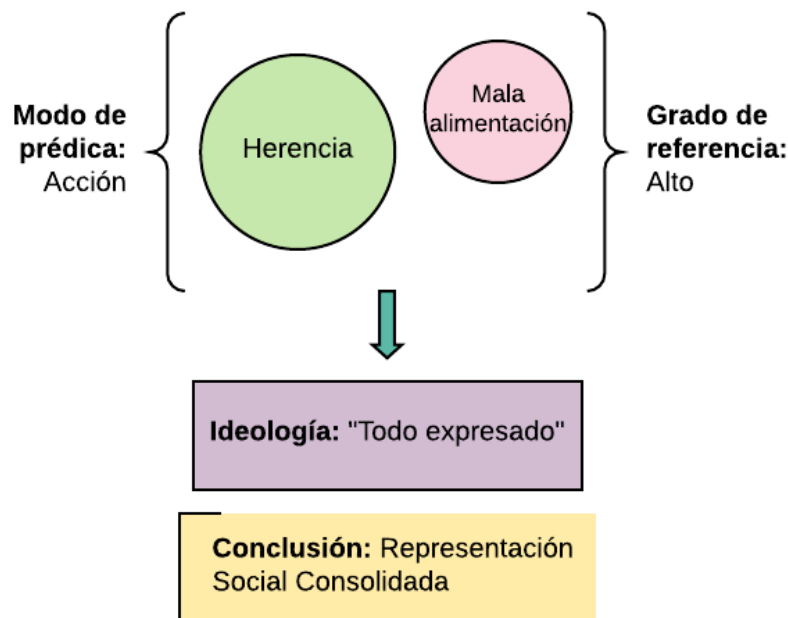 Modo de
prédica:
Acción
Herencia
Mala
alimentación
Grado de
referencia:
Alto
Ideología: "Todo expresado"
Conclusión: Representación
Social Consolidada